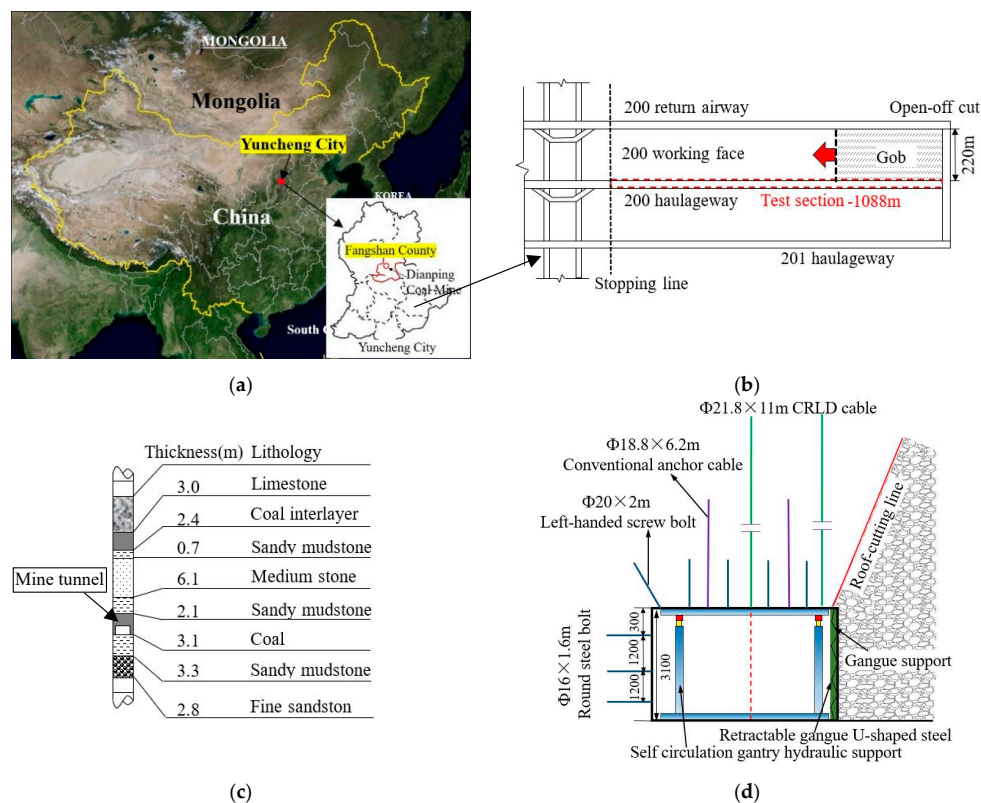 MONGOLIA
Mongolia
Yuncheng City
KOREA
China
Fangshan County
Dianping
Coal Mine
South C
Yuncheng City
(a)
200 return airway
Open-off cut
200 working face
Gob
220m
200 haulageway
Test section -1088m
201 haulageway
Stopping line
(b)
Thickness(m) Lithology
3.0 Limestone
2.4 Coal interlayer
0.7 Sandy mudstone
Mine tunnel
6.1 Medium stone
2.1 Sandy mudstone
3.1 Coal
3.3 Sandy mudstone
2.8 Fine sandston
(c)
Φ21.8×11m CRLD cable
Φ18.8×6.2m
Conventional anchor cable
Φ20×2m
Left-handed screw bolt
Roof-cutting line
Φ16×1.6m
Round steel bolt
300
1200
1200
3100
Gangue support
Retractable gangue U-shaped steel
Self circulation gantry hydraulic support
(d)